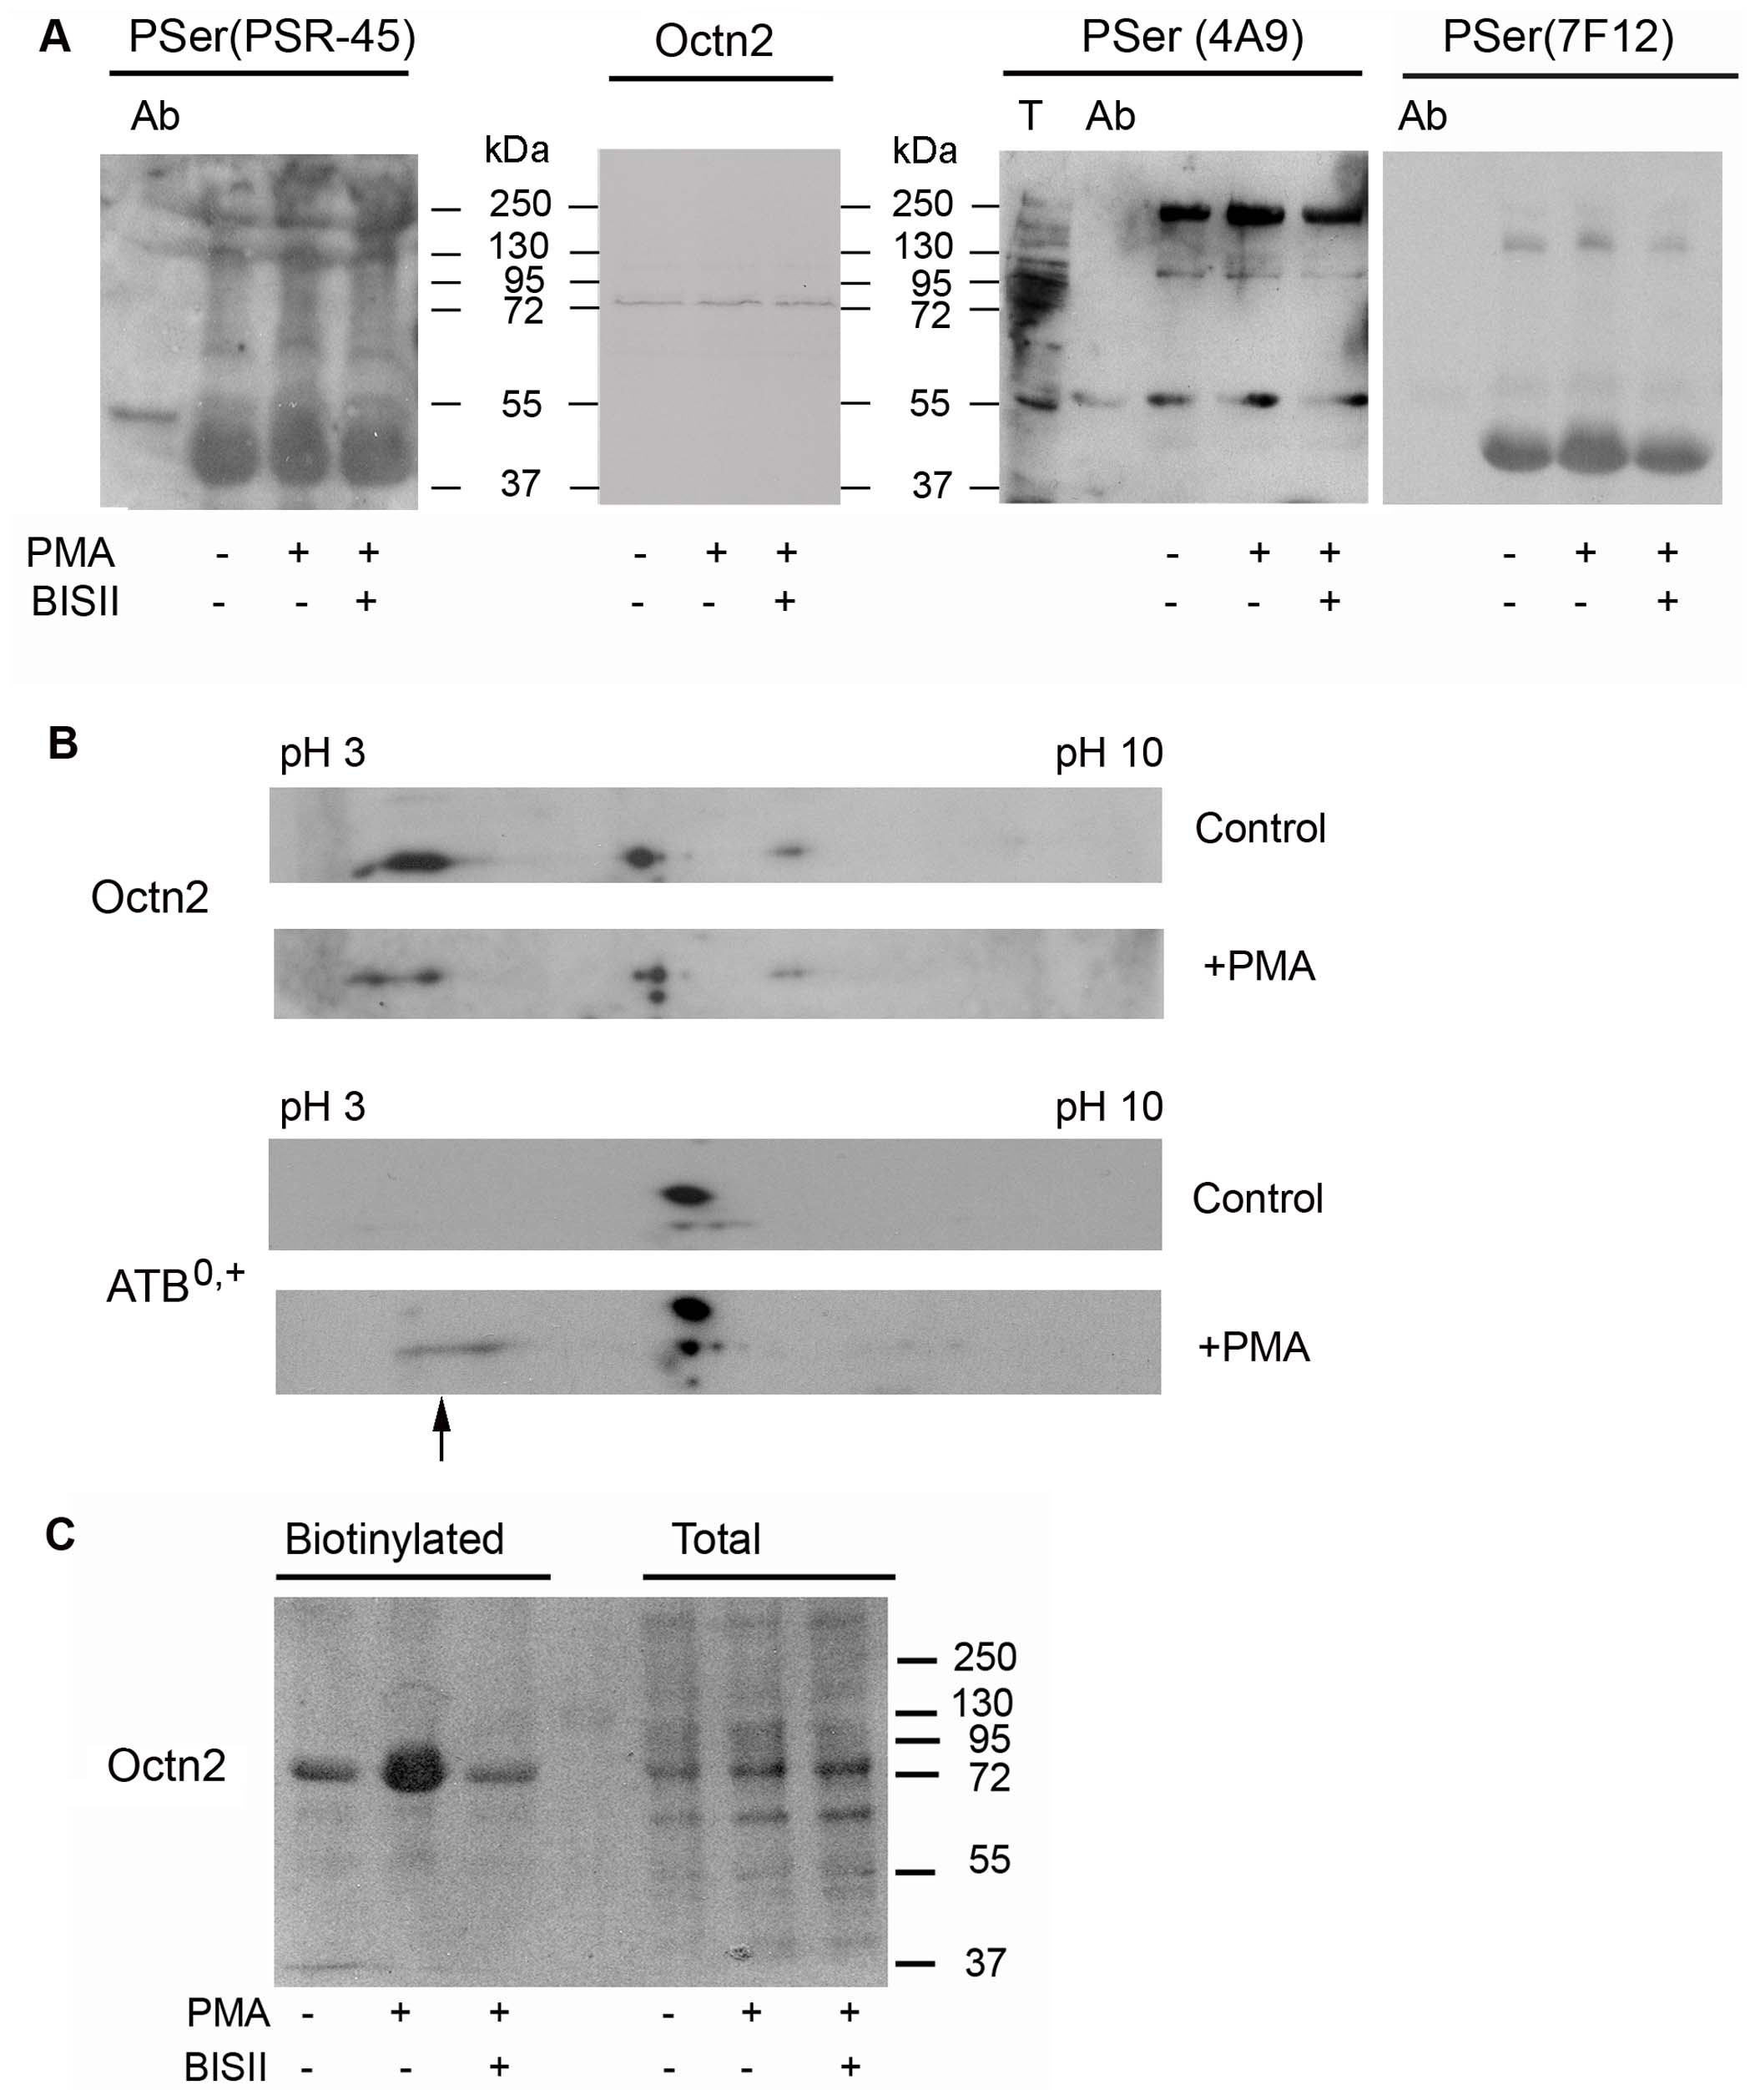 A PSer(PSR-45) Octn2 PSer (4A9) PSer(7F12)
Ab T Ab Ab
kDa kDa
250 250
130 130
95 95
72 72
55 55
37 37
PMA - + + - + + - + + - + +
BISII - - + - - + - - + - - +
B
pH 3 pH 10
Control
Octn2
+PMA
pH 3 pH 10
Control
ATB0,+
+PMA
C Biotinylated Total
250
130
95
Octn2
72
55
37
PMA - + + - + +
BISII - - + - - +